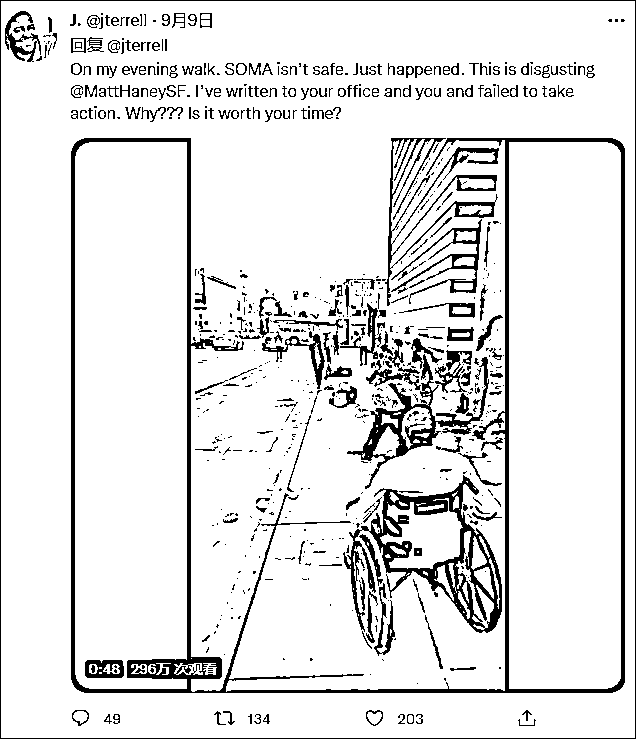 J. @jterrell · 9月9日
回复 @jterrell
On my evening walk. SOMA isn't safe. Just happened. This is disgusting
@MattHaneySF. I've written to your office and you and failed to take
action. Why??? Is it worth your time?
0:48 296万 次观看
49 134 203